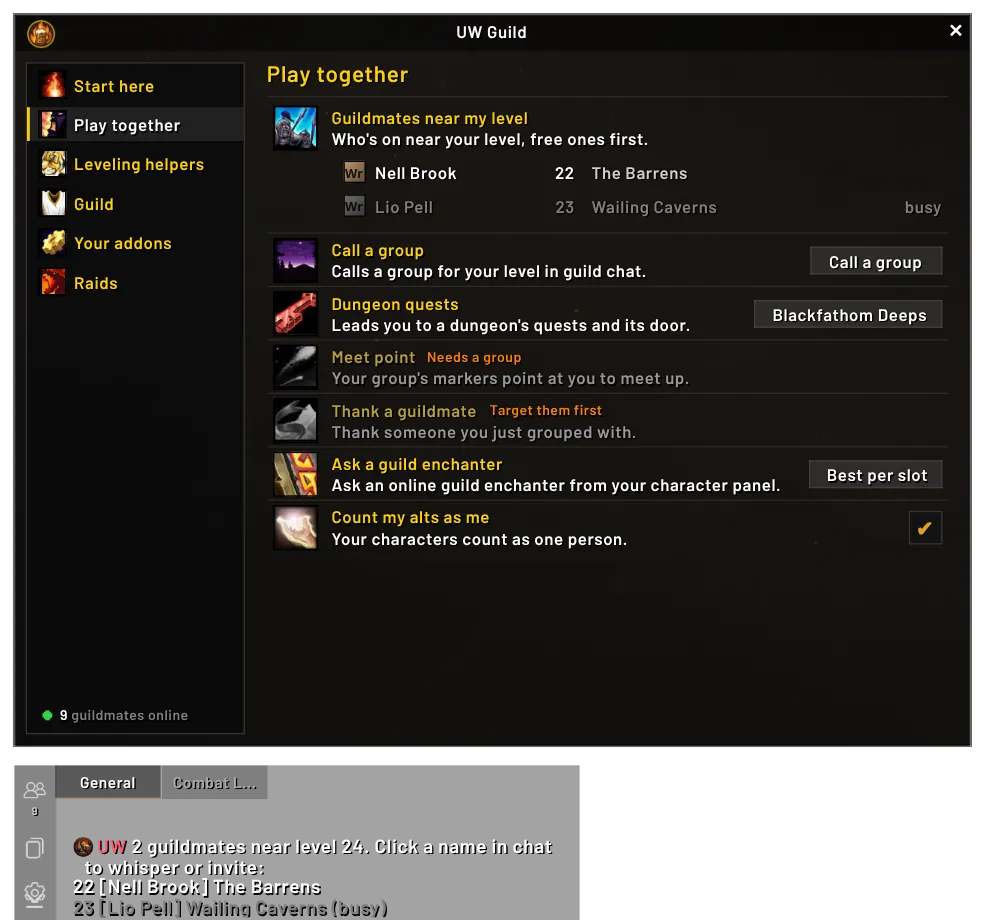 UW Guild
Start here
Play together
Leveling helpers
Guild
Your addons
Raids
9 guildmates online
Play together
Guildmates near my level
Who's on near your level, free ones first.
Wr Nell Brook 22 The Barrens
Wr Lio Pell 23 Wailing Caverns busy
Call a group
Calls a group for your level in guild chat.
Call a group
Dungeon quests
Leads you to a dungeon's quests and its door.
Blackfathom Deeps
Meet point Needs a group
Your group's markers point at you to meet up.
Thank a guildmate Target them first
Thank someone you just grouped with.
Ask a guild enchanter
Ask an online guild enchanter from your character panel.
Best per slot
Count my alts as me
Your characters count as one person.
General
Combat L...
9
UW 2 guildmates near level 24. Click a name in chat
to whisper or invite:
22 [Nell Brook] The Barrens
23 [Lio Pell] Wailing Caverns (busy)